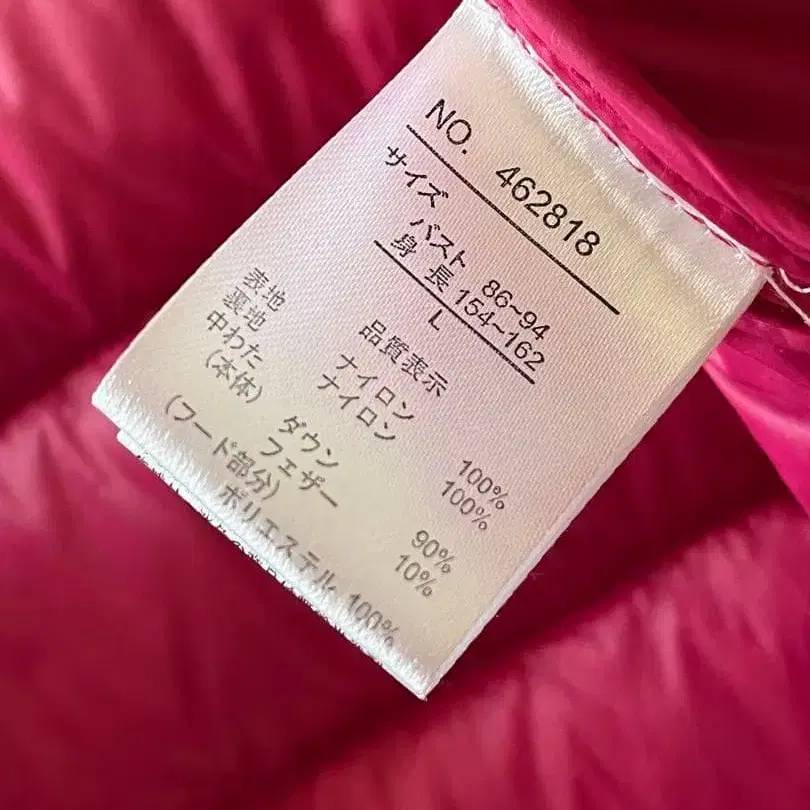 NO. 462818
サイズ
バスト 86~94
身 長 154~162
L
品質表示
表地 ナイロン 100%
裏地 ナイロン 100%
中わた
(本体) ダウン 90%
フェザー 10%
(フード部分)
ポリエステル 100%